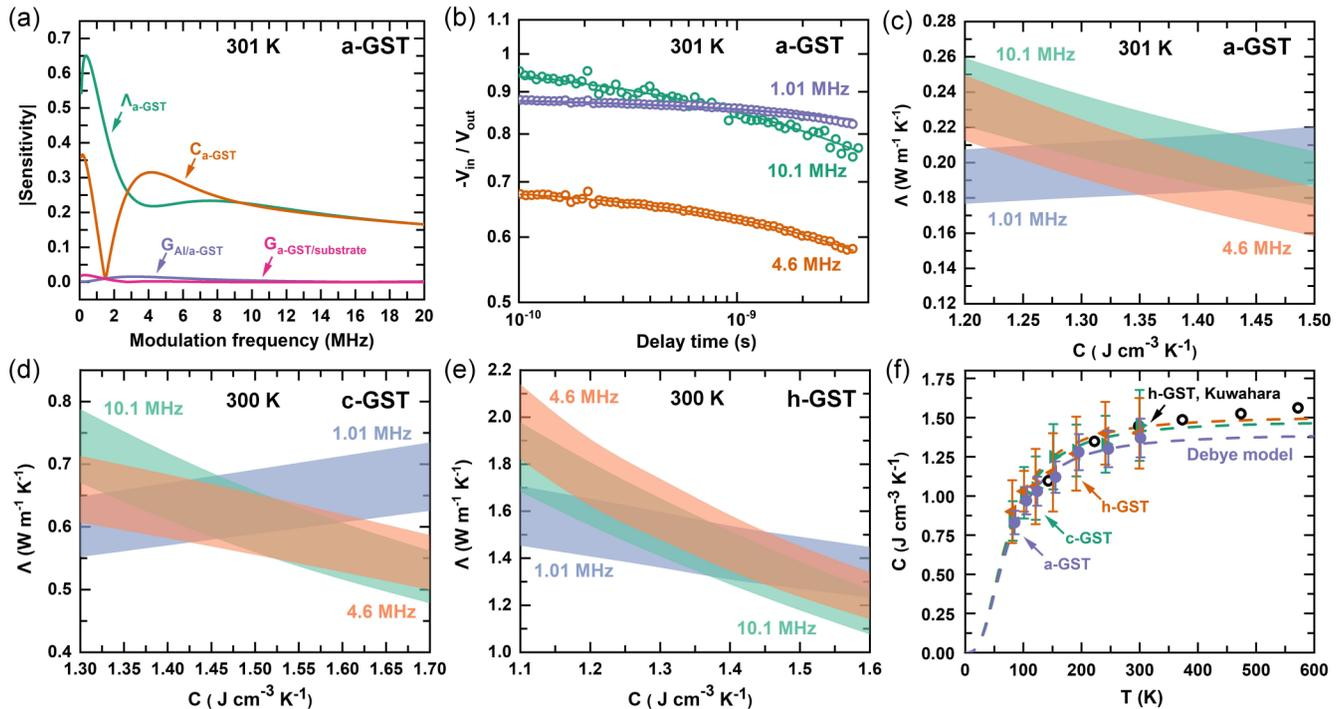 (a)
301 K
a-GST
|Sensitivity|
0.7
0.6
0.5
0.4
0.3
0.2
0.1
0.0
Λa-GST
Ca-GST
GAl/a-GST
Ga-GST/substrate
0 2 4 6 8 10 12 14 16 18 20
Modulation frequency (MHz)
(b)
301 K
a-GST
-Vin / Vout
1
0.9
0.8
0.7
0.6
0.5
1.01 MHz
10.1 MHz
4.6 MHz
10-10 10-9
Delay time (s)
(c)
301 K
a-GST
Λ (W m-1 K-1)
0.28
0.26
0.24
0.22
0.20
0.18
0.16
0.14
0.12
10.1 MHz
1.01 MHz
4.6 MHz
1.20 1.25 1.30 1.35 1.40 1.45 1.50
C ( J cm-3 K-1)
(d)
300 K
c-GST
Λ (W m-1 K-1)
0.8
0.7
0.6
0.5
0.4
10.1 MHz
1.01 MHz
4.6 MHz
1.30 1.35 1.40 1.45 1.50 1.55 1.60 1.65 1.70
C ( J cm-3 K-1)
(e)
300 K
h-GST
Λ (W m-1 K-1)
2.2
2.0
1.8
1.6
1.4
1.2
1.0
4.6 MHz
1.01 MHz
10.1 MHz
1.1 1.2 1.3 1.4 1.5 1.6
C ( J cm-3 K-1)
(f)
C ( J cm-3 K-1)
1.75
1.50
1.25
1.00
0.75
0.50
0.25
0.00
h-GST, Kuwahara
Debye model
h-GST
c-GST
a-GST
0 100 200 300 400 500 600
T (K)